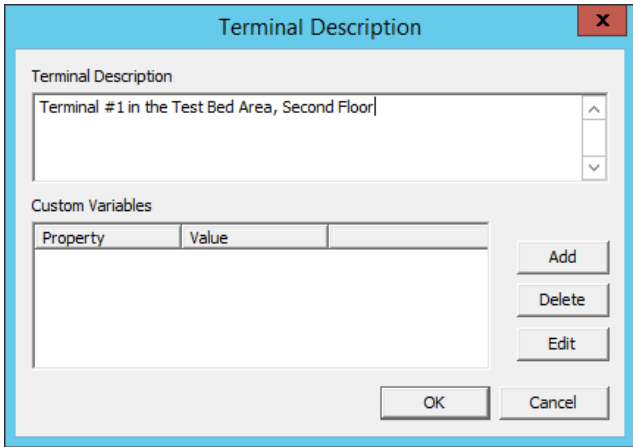 Terminal Description
x
Terminal Description
Terminal #1 in the Test Bed Area, Second Floor
Custom Variables
Property Value
Add
Delete
Edit
OK Cancel